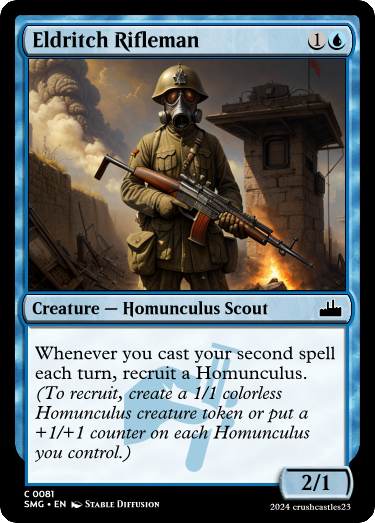 Eldritch Rifleman 1
Creature — Homunculus Scout
Whenever you cast your second spell
each turn, recruit a Homunculus.
(To recruit, create a 1/1 colorless
Homunculus creature token or put a
+1/+1 counter on each Homunculus
you control.)
2/1
C 0081
SMG • EN Stable Diffusion
2024 crushcastles23